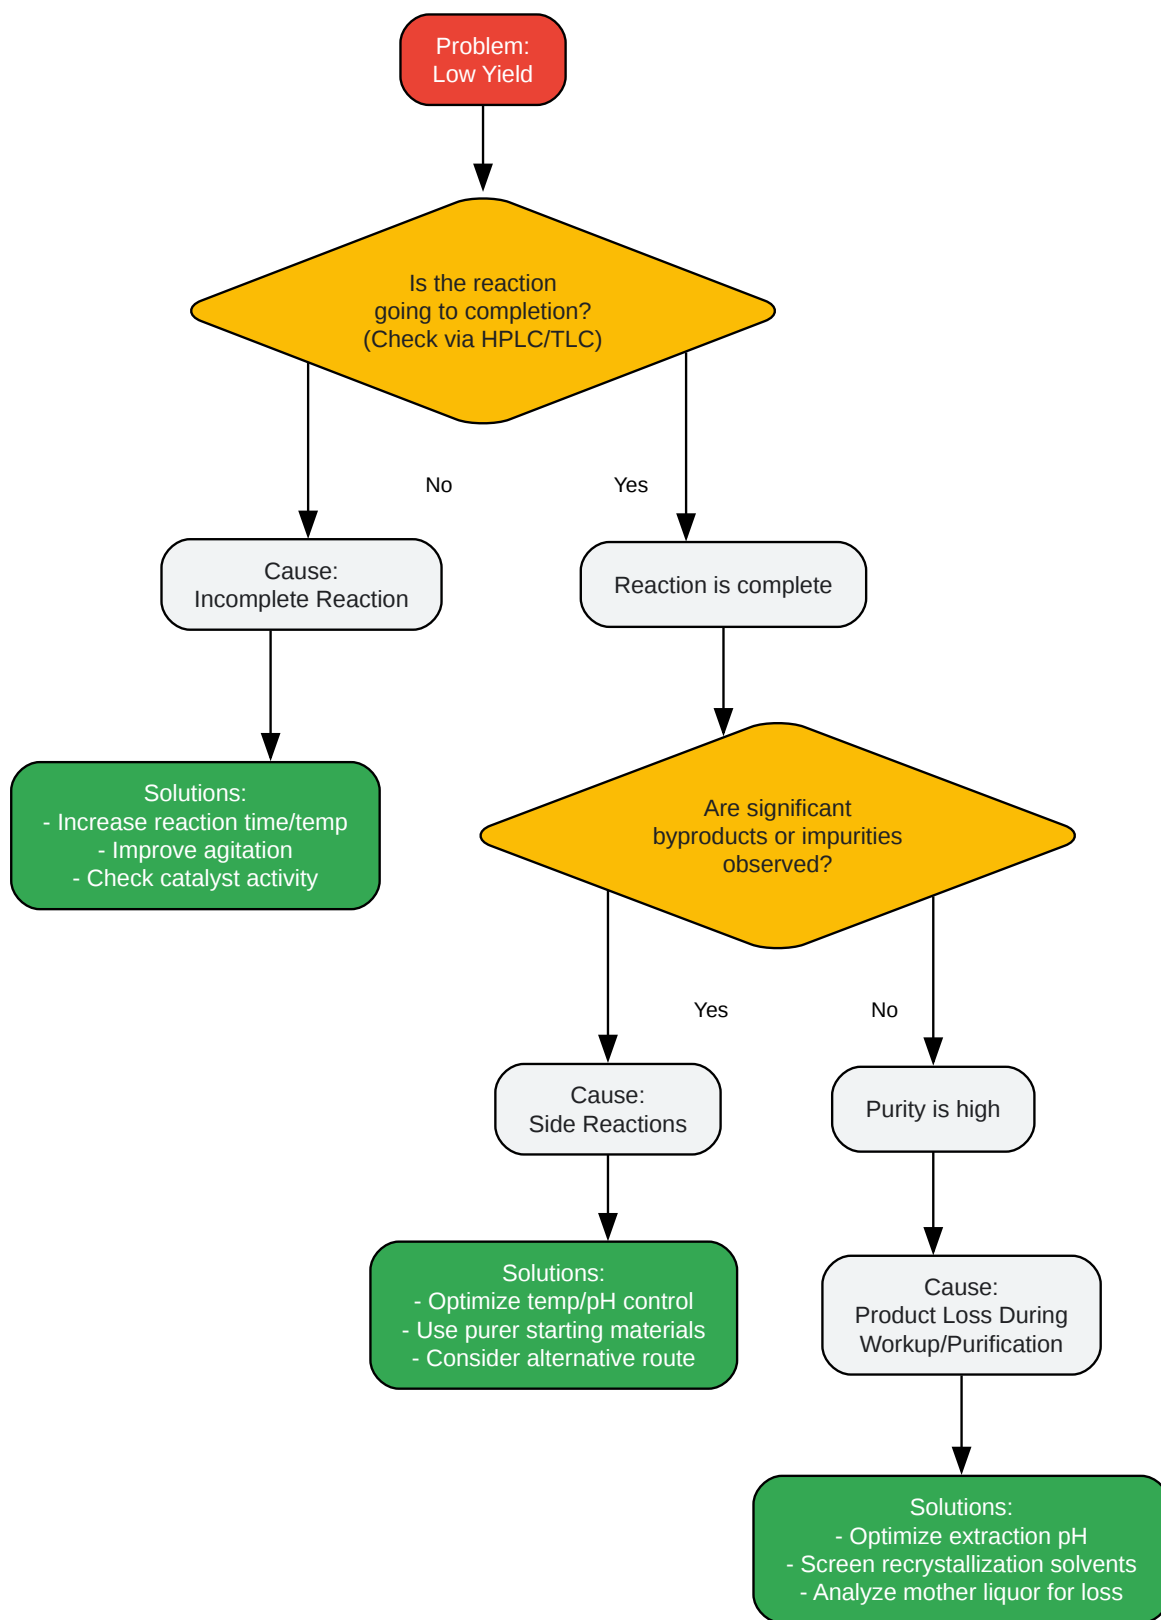 Problem:
Low Yield
Is the reaction
going to completion?
(Check via HPLC/TLC)
No
Yes
Cause:
Incomplete Reaction
Reaction is complete
Solutions:
- Increase reaction time/temp
- Improve agitation
- Check catalyst activity
Are significant
byproducts or impurities
observed?
Yes
No
Cause:
Side Reactions
Purity is high
Solutions:
- Optimize temp/pH control
- Use purer starting materials
- Consider alternative route
Cause:
Product Loss During
Workup/Purification
Solutions:
- Optimize extraction pH
- Screen recrystallization solvents
- Analyze mother liquor for loss